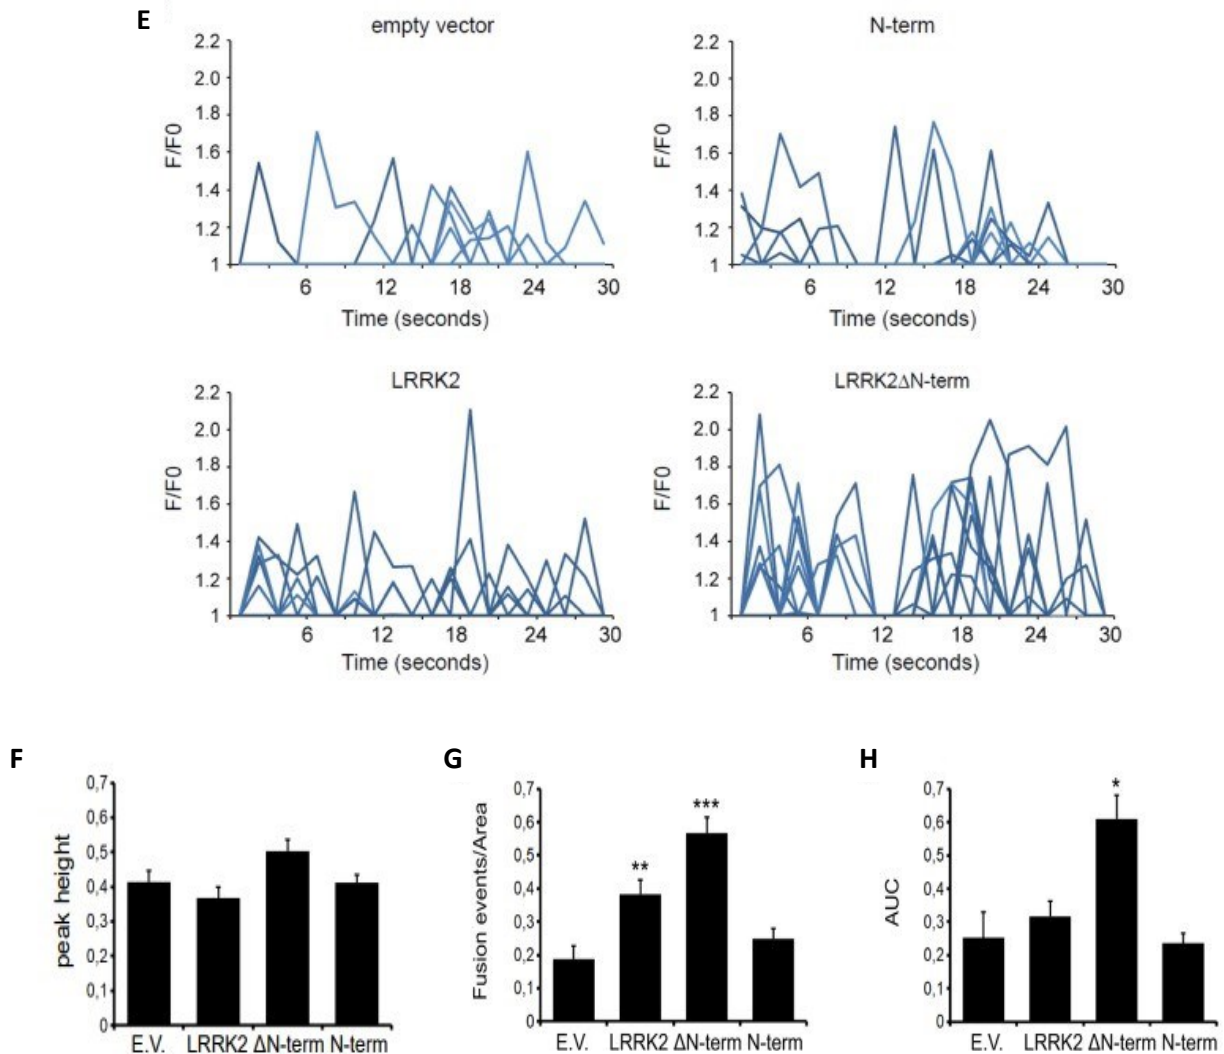 E
empty vector
2.2
2.0
1.8
1.6
1.4
1.2
1
F/F0
6 12 18 24 30
Time (seconds)
N-term
2.2
2.0
1.8
1.6
1.4
1.2
1
F/F0
6 12 18 24 30
Time (seconds)
LRRK2
2.2
2.0
1.8
1.6
1.4
1.2
1
F/F0
6 12 18 24 30
Time (seconds)
LRRK2ΔN-term
2.2
2.0
1.8
1.6
1.4
1.2
1
F/F0
6 12 18 24 30
Time (seconds)
F
0,7
0,6
0,5
0,4
0,3
0,2
0,1
0
peak height
E.V. LRRK2 ΔN-term N-term
G
0,7
0,6
0,5
0,4
0,3
0,2
0,1
0
Fusion events/Area
**
***
E.V. LRRK2 ΔN-term N-term
H
0,7
0,6
0,5
0,4
0,3
0,2
0,1
0
AUC
*
E.V. LRRK2 ΔN-term N-term